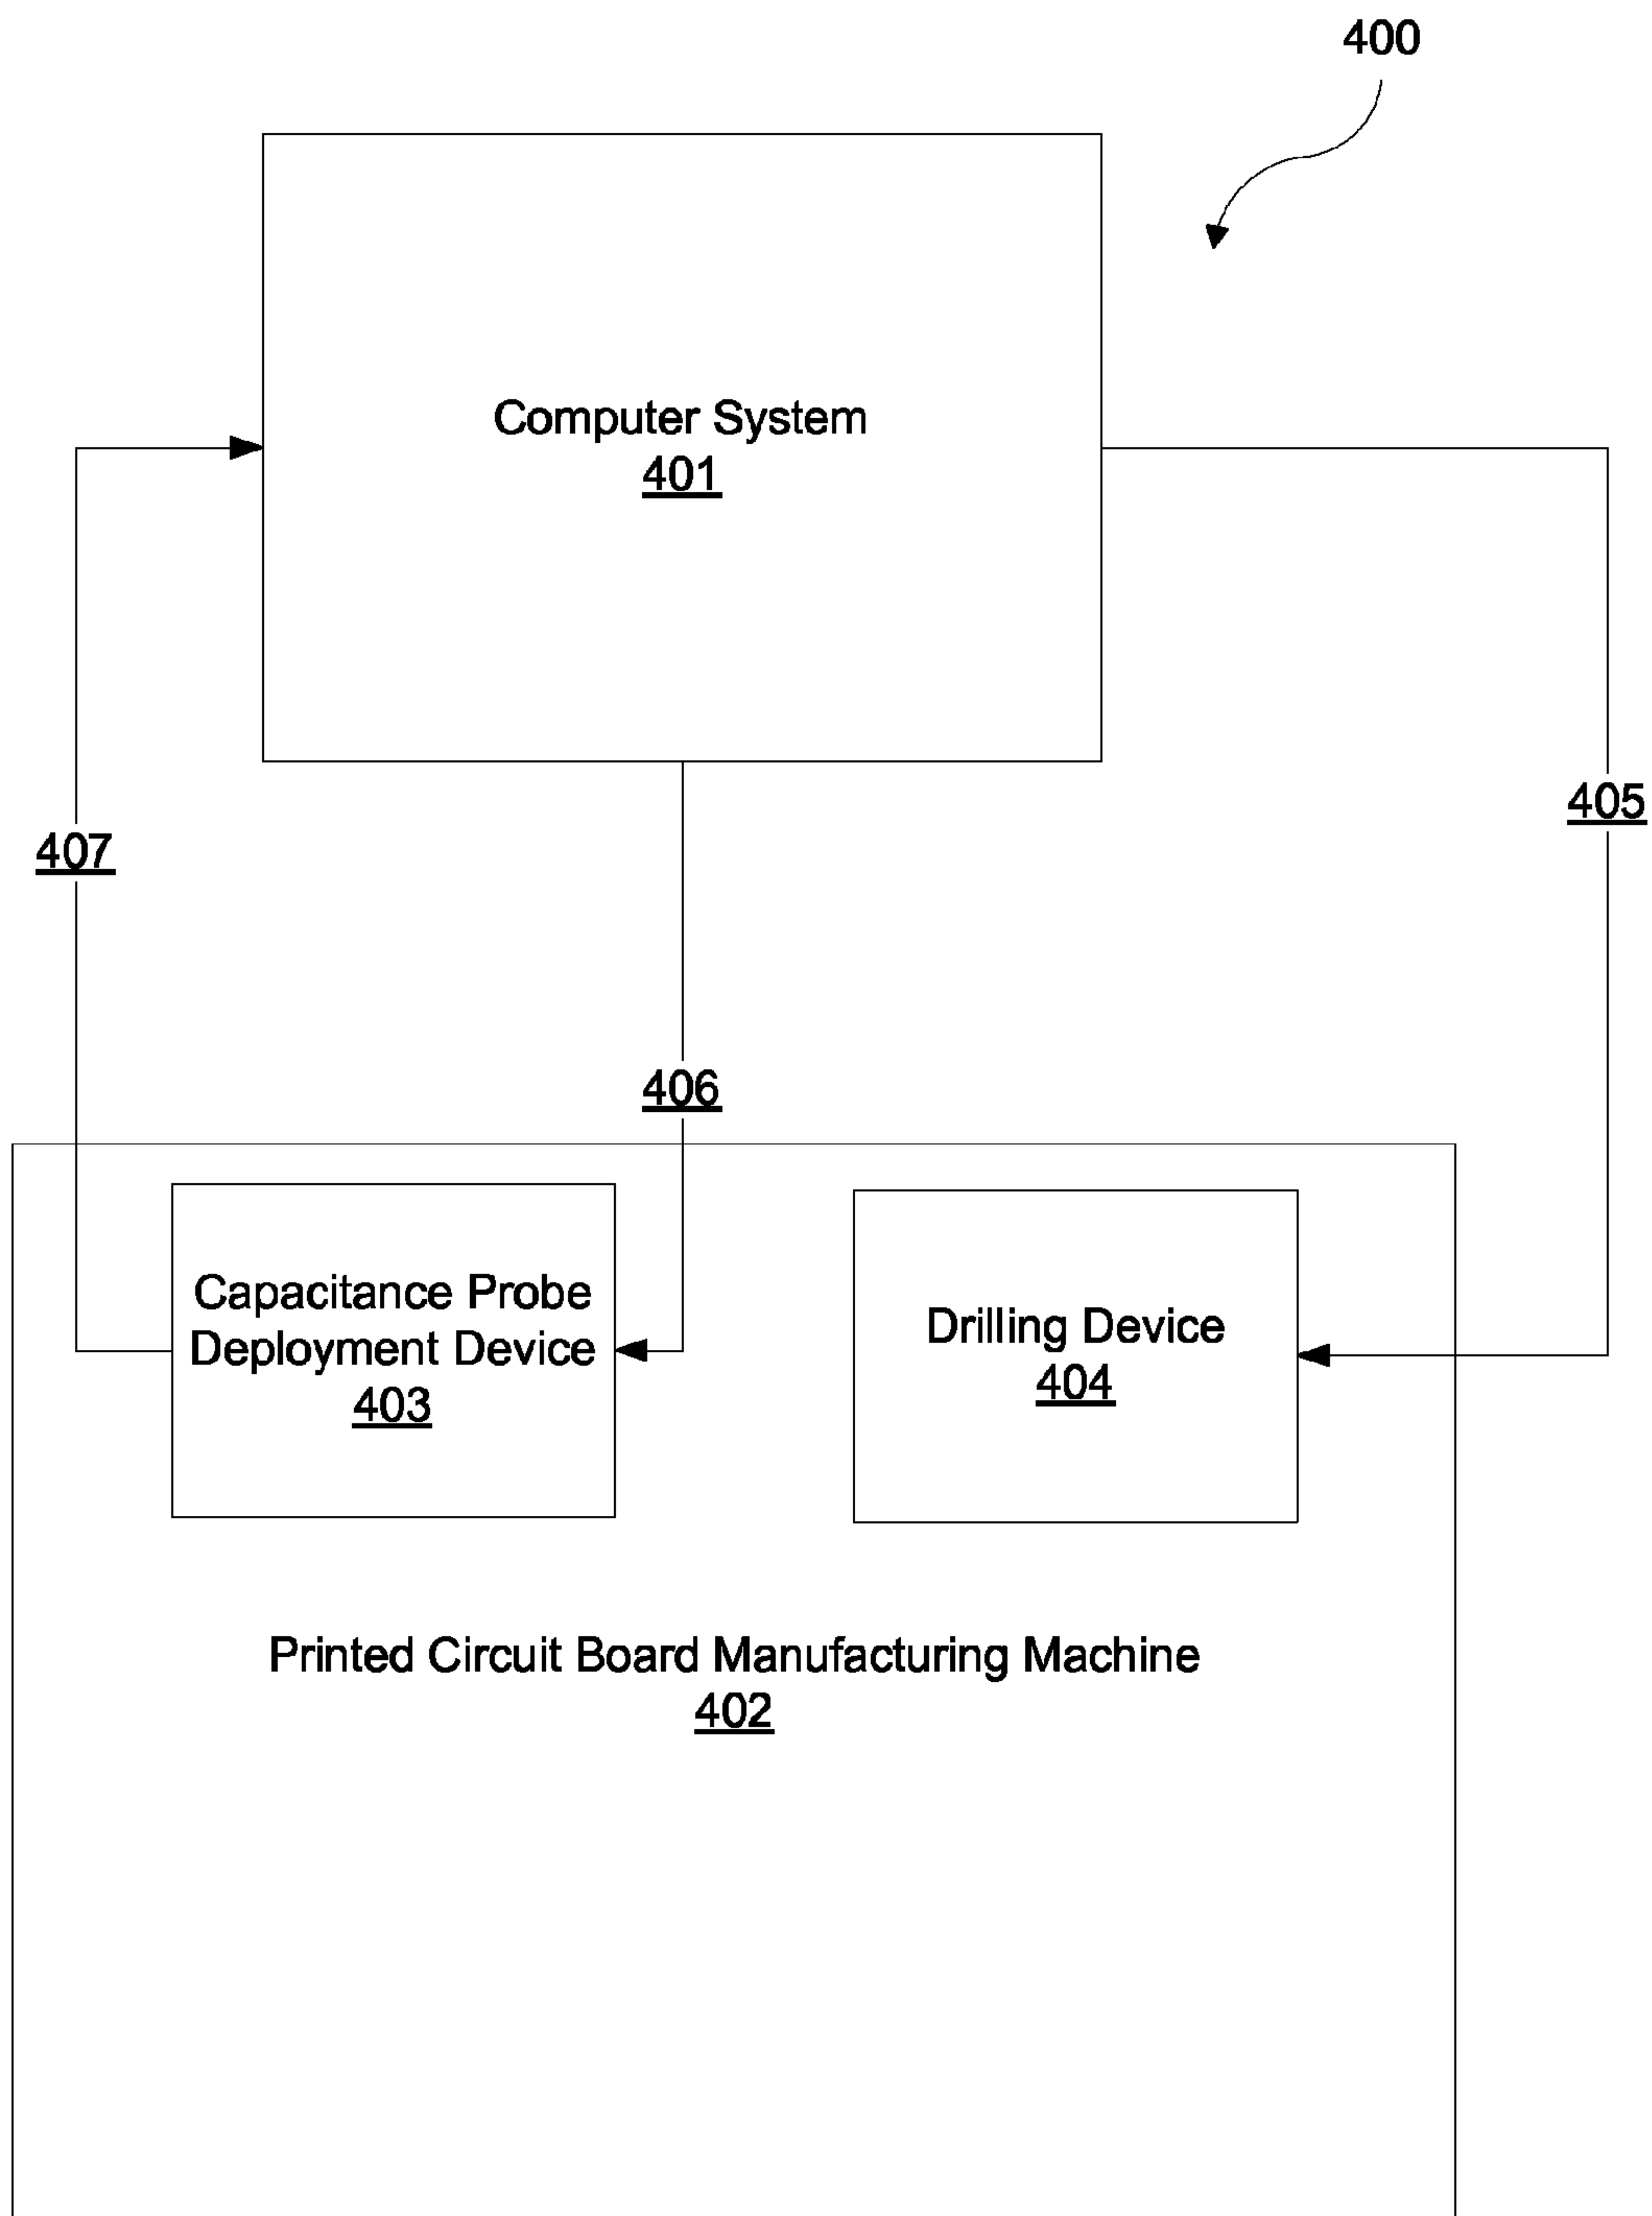 400
Computer System
401
405
407
406
Capacitance Probe
Deployment Device
403
Drilling Device
404
Printed Circuit Board Manufacturing Machine
402